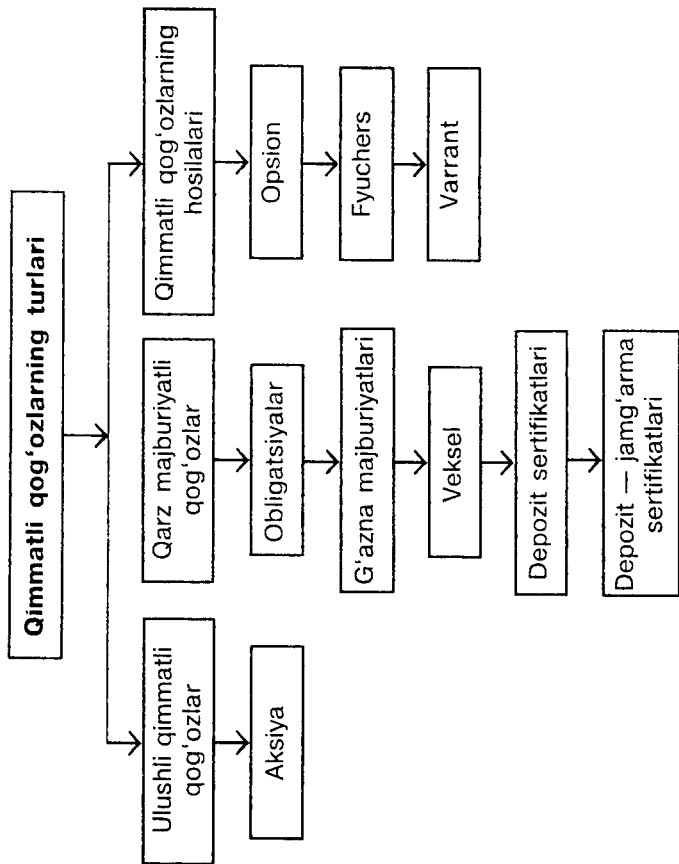 Qimmatli qog‘ozlarning turlari
Ulushli qimmatli
qog‘ozlar
Aksiya
Qarz majburiyatli
qog‘ozlar
Obligatsiyalar
G‘azna majburiyatlari
Veksel
Depozit sertifikatlari
Depozit — jamg‘arma
sertifikatlari
Qimmatli qog‘ozlarning
hosilalari
Opsion
Fyuchers
Varrant